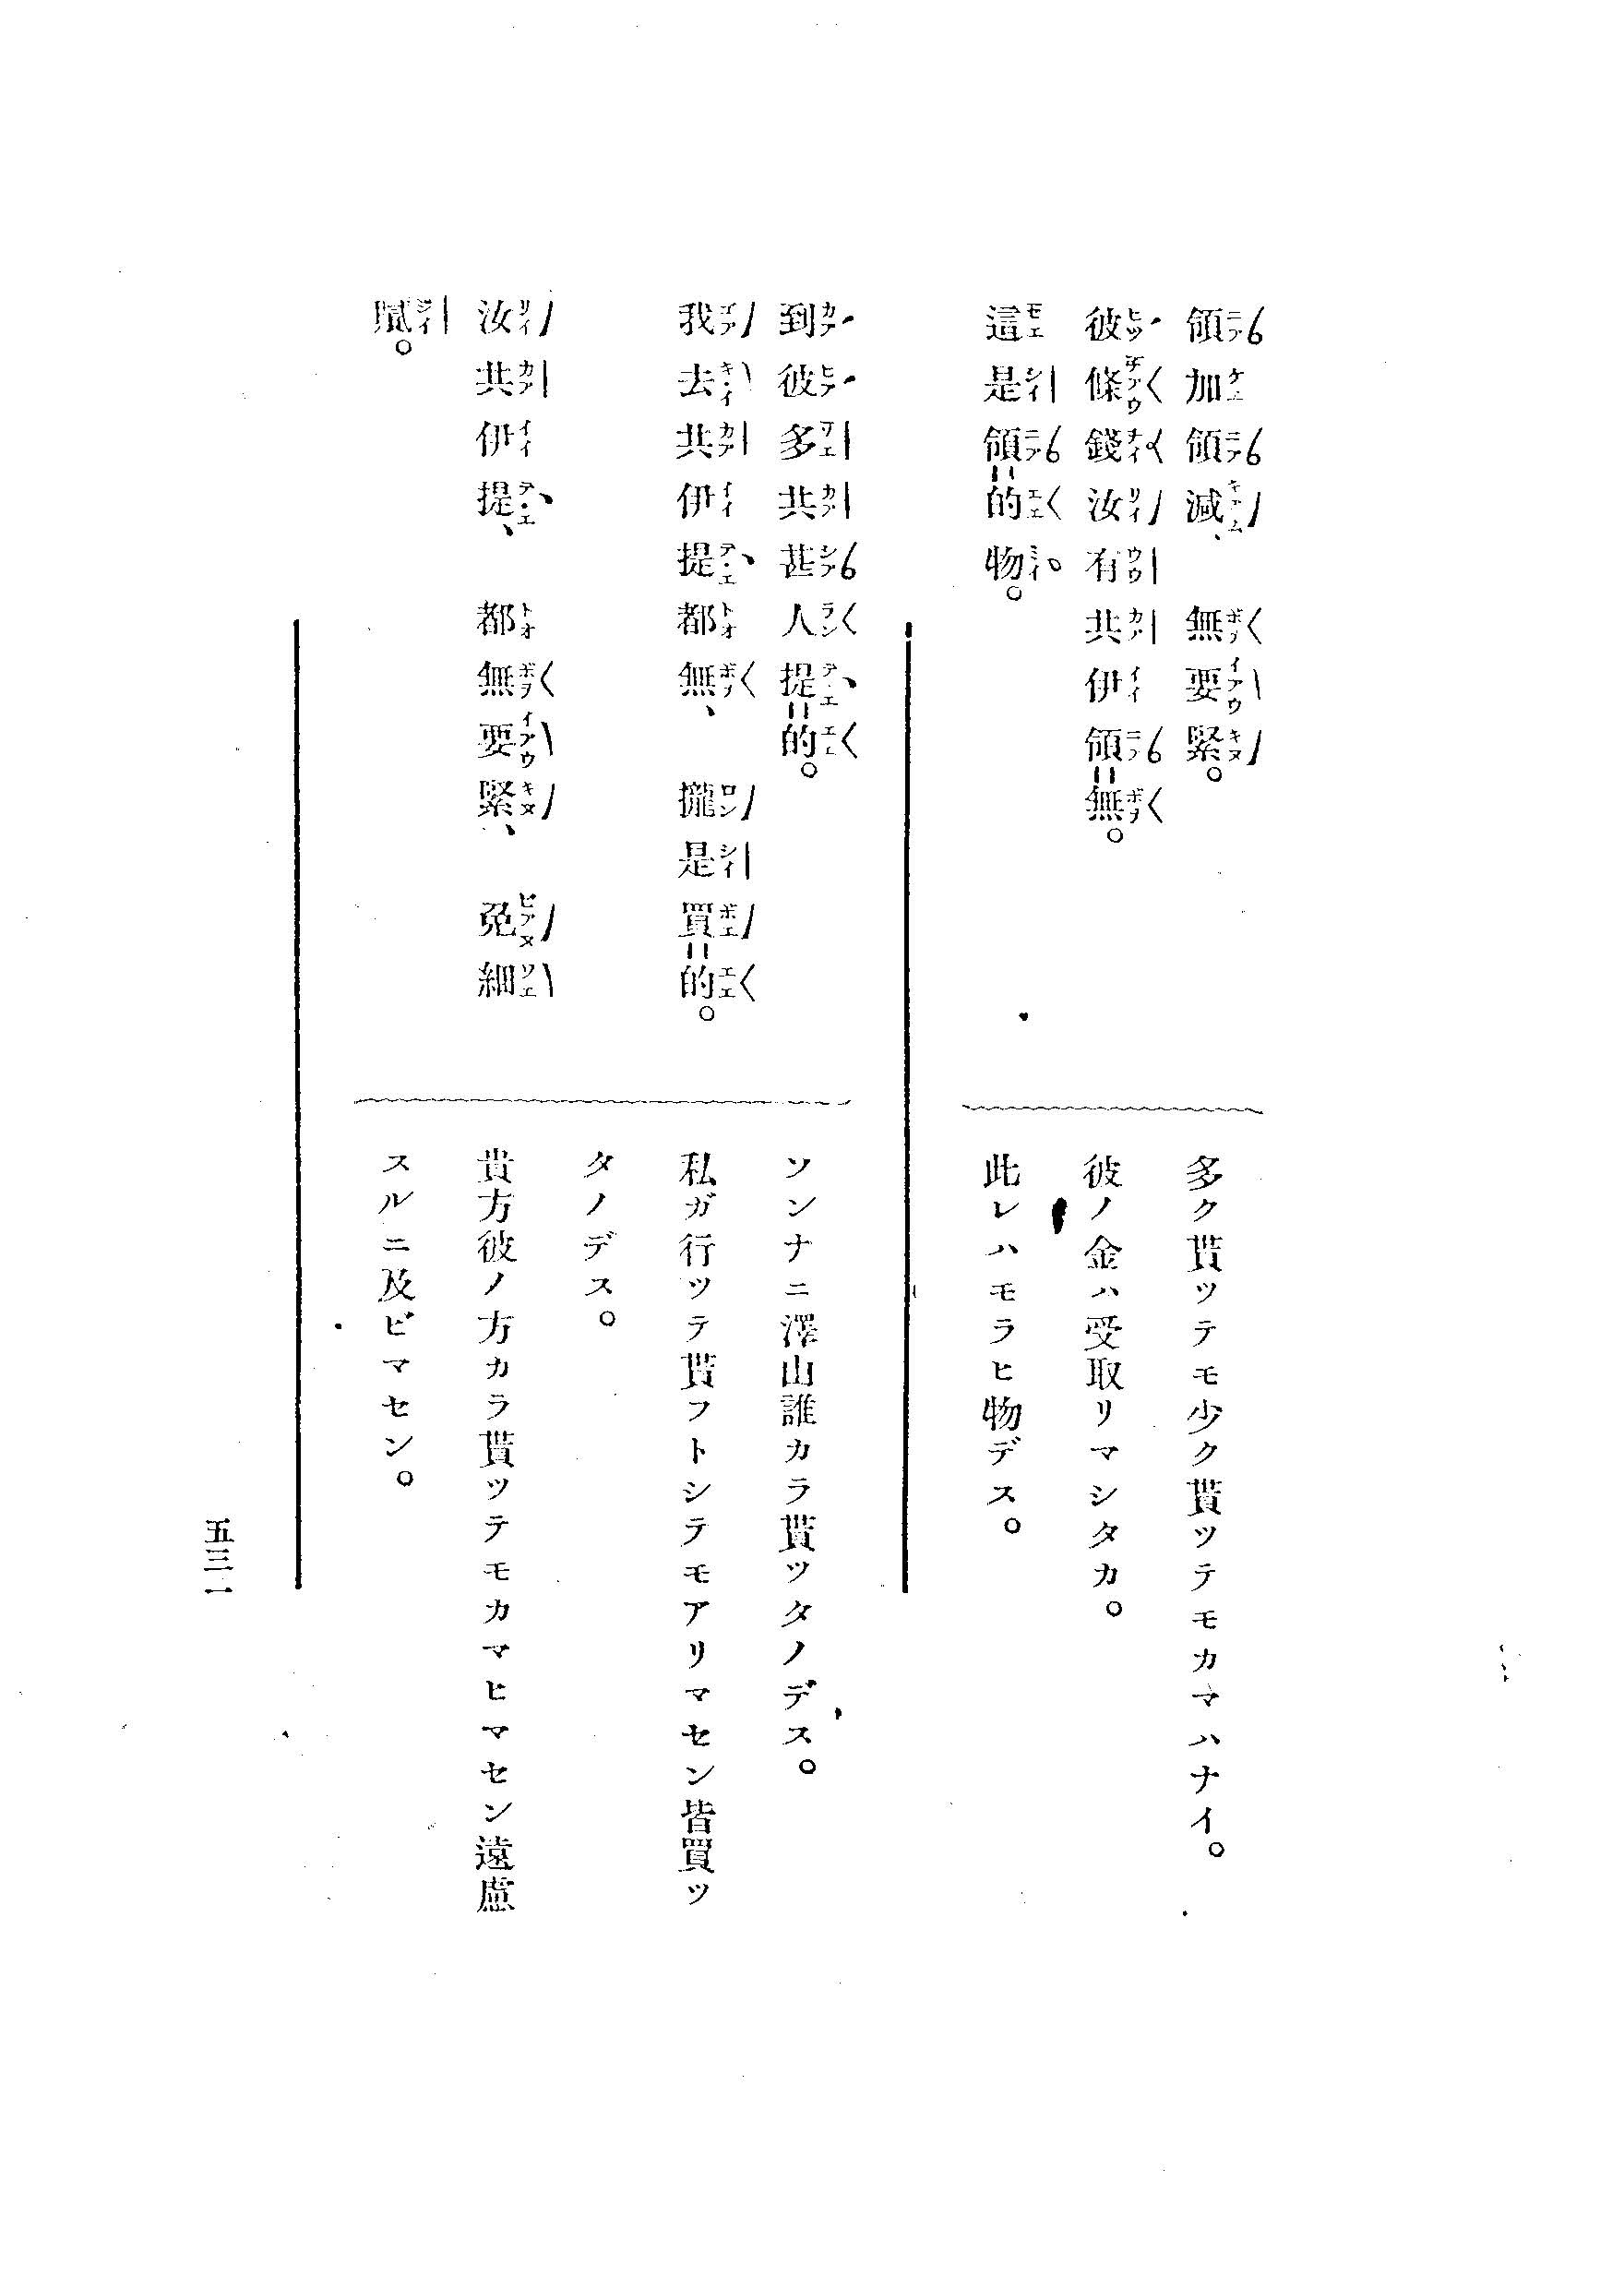 領加領減、無要緊。
彼條錢汝有共伊領=無。
這是領=的物。
多ク貰ツテモ少ク貰ツテモカマハナイ。
彼ノ金ハ受取リマシタカ。
此レハモラヒ物デス。
到彼多共甚人提=的。
我去共伊提、都無、攏是買=的。
汝共伊提、都無要緊、免細
膩。
ソンナニ澤山誰カラ貰ツタノデス。
私ガ行ツテ貰フトシテモアリマセン皆買ツ
タノデス。
貴方彼ノ方カラ貰ツテモカマヒマセン遠慮
スルニ及ビマセン。
五三一